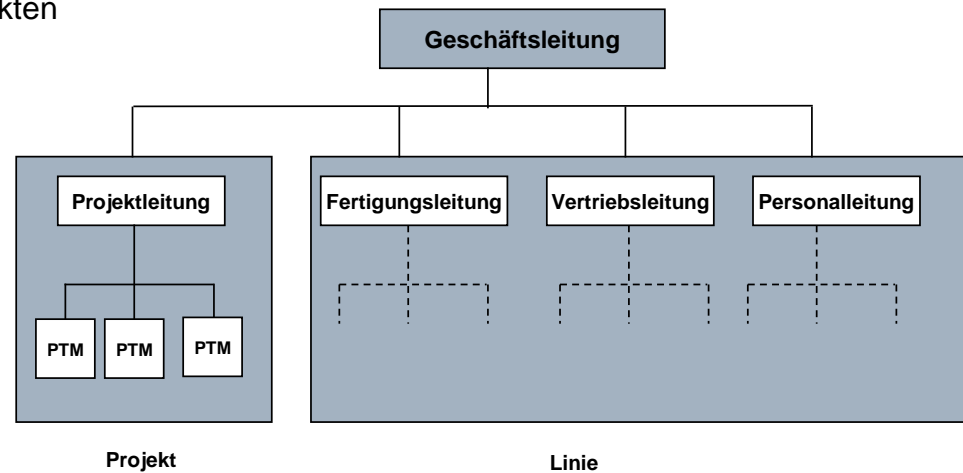 kten
Geschäftsleitung
Projektleitung
Fertigungsleitung
Vertriebsleitung
Personalleitung
PTM
PTM
PTM
Projekt
Linie